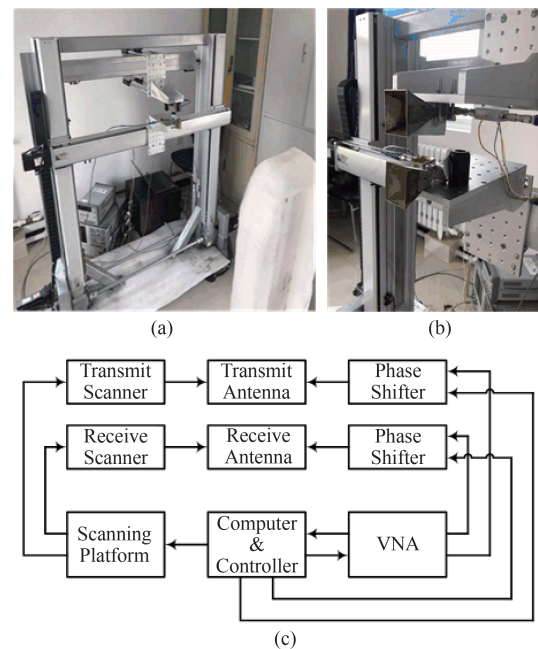 (a)
(b)
Transmit
Scanner
Transmit
Antenna
Phase
Shifter
Receive
Scanner
Receive
Antenna
Phase
Shifter
Scanning
Platform
Computer
&
Controller
VNA
(c)